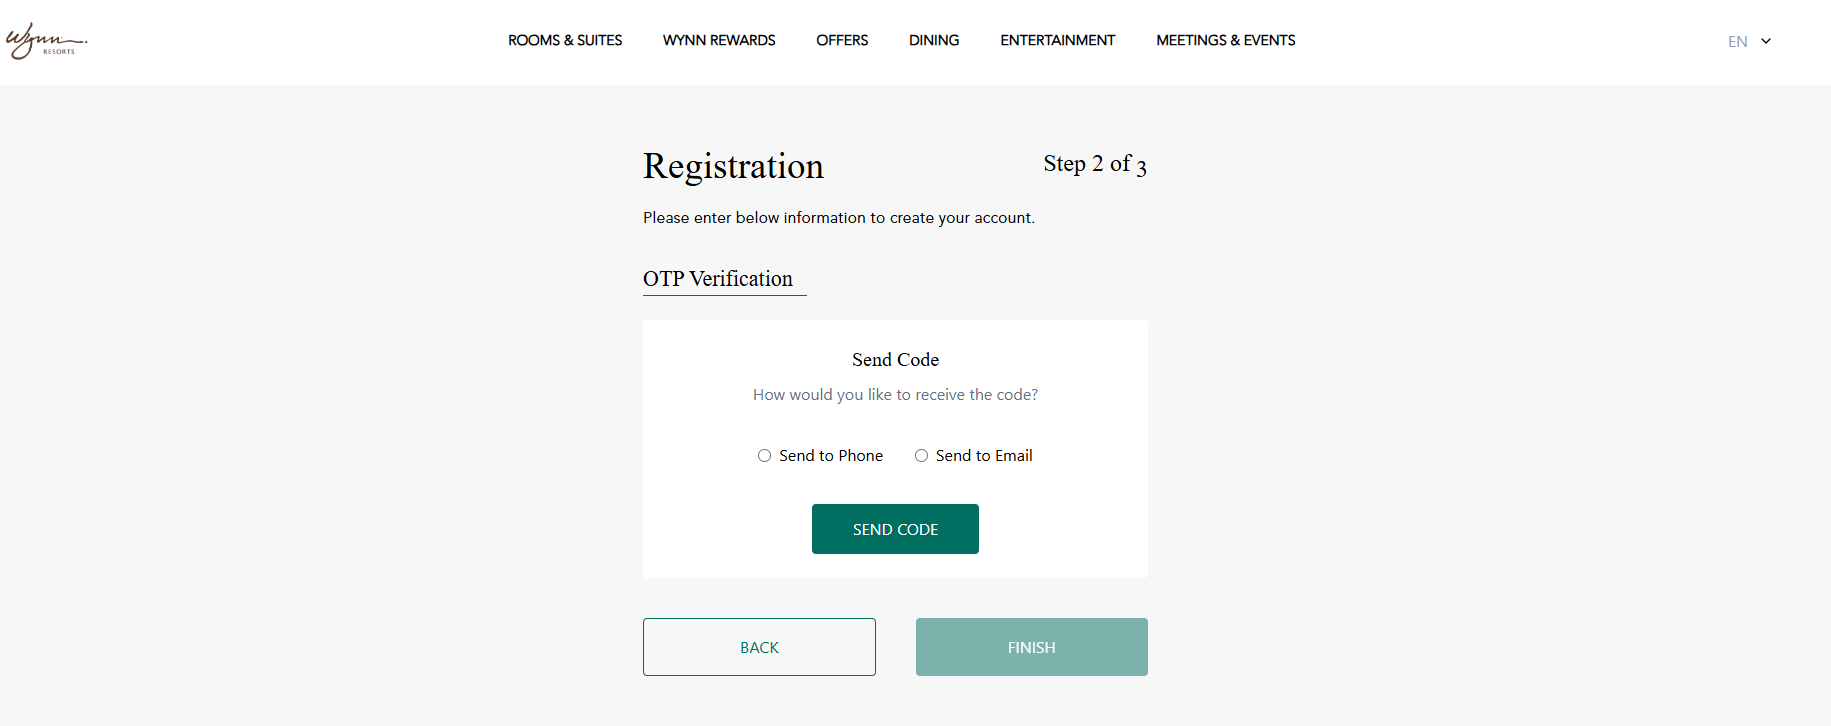 Wynn
RESORTS
ROOMS & SUITES WYNN REWARDS OFFERS DINING ENTERTAINMENT MEETINGS & EVENTS EN
Registration Step 2 of 3
Please enter below information to create your account.
OTP Verification
Send Code
How would you like to receive the code?
Send to Phone Send to Email
SEND CODE
BACK FINISH